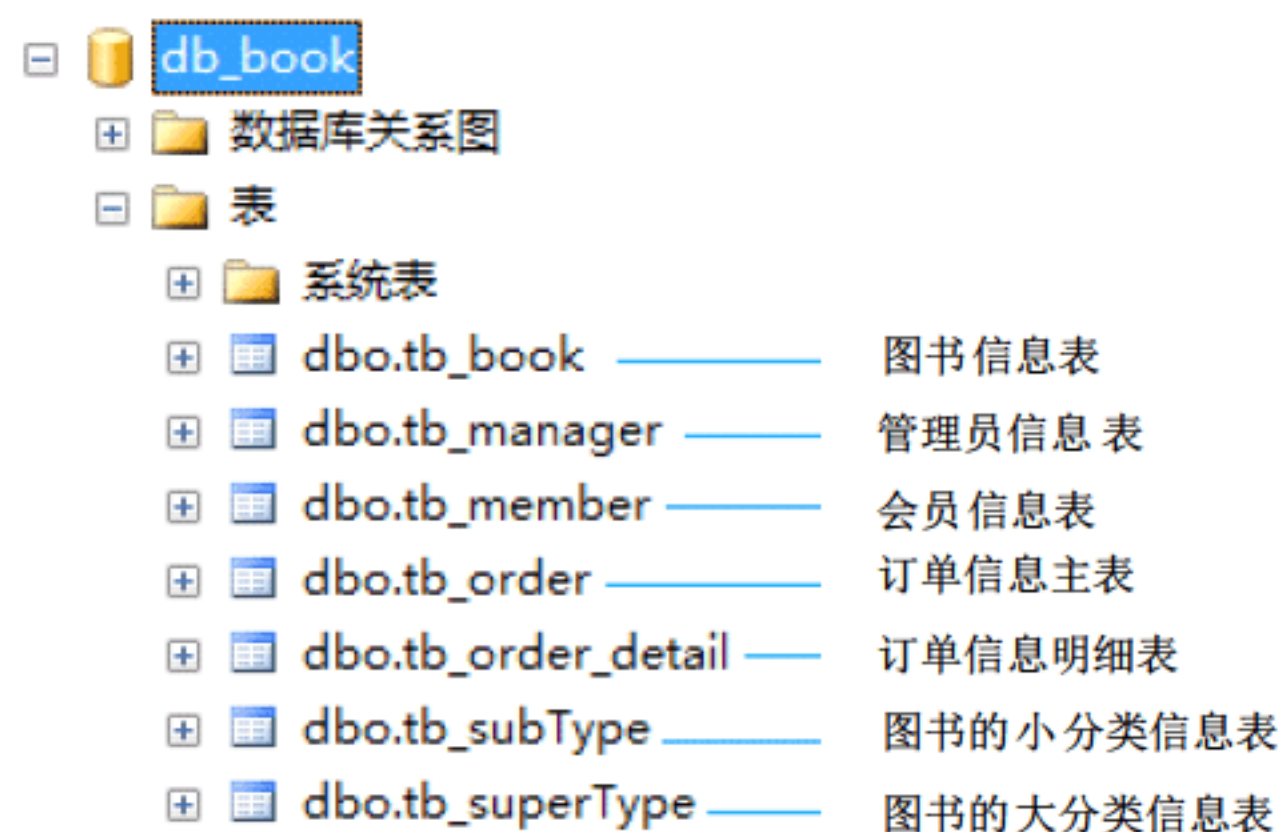 db_book
数据库关系图
表
系统表
dbo.tb_book 图书信息表
dbo.tb_manager 管理员信息表
dbo.tb_member 会员信息表
dbo.tb_order 订单信息主表
dbo.tb_order_detail 订单信息明细表
dbo.tb_subType 图书的小分类信息表
dbo.tb_superType 图书的大分类信息表